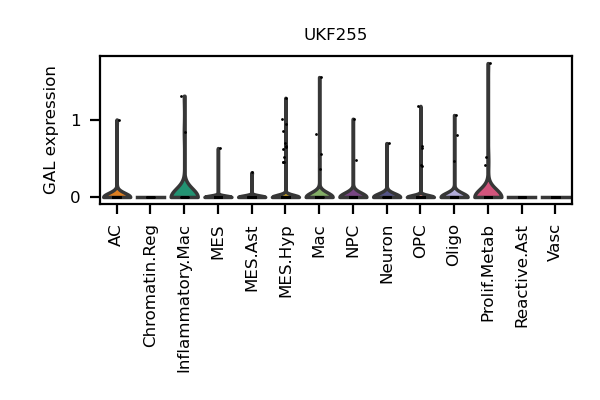 UKF255
GAL expression
1
0
AC
Chromatin.Reg
Inflammatory.Mac
MES
MES.Ast
MES.Hyp
Mac
NPC
Neuron
OPC
Oligo
Prolif.Metab
Reactive.Ast
Vasc